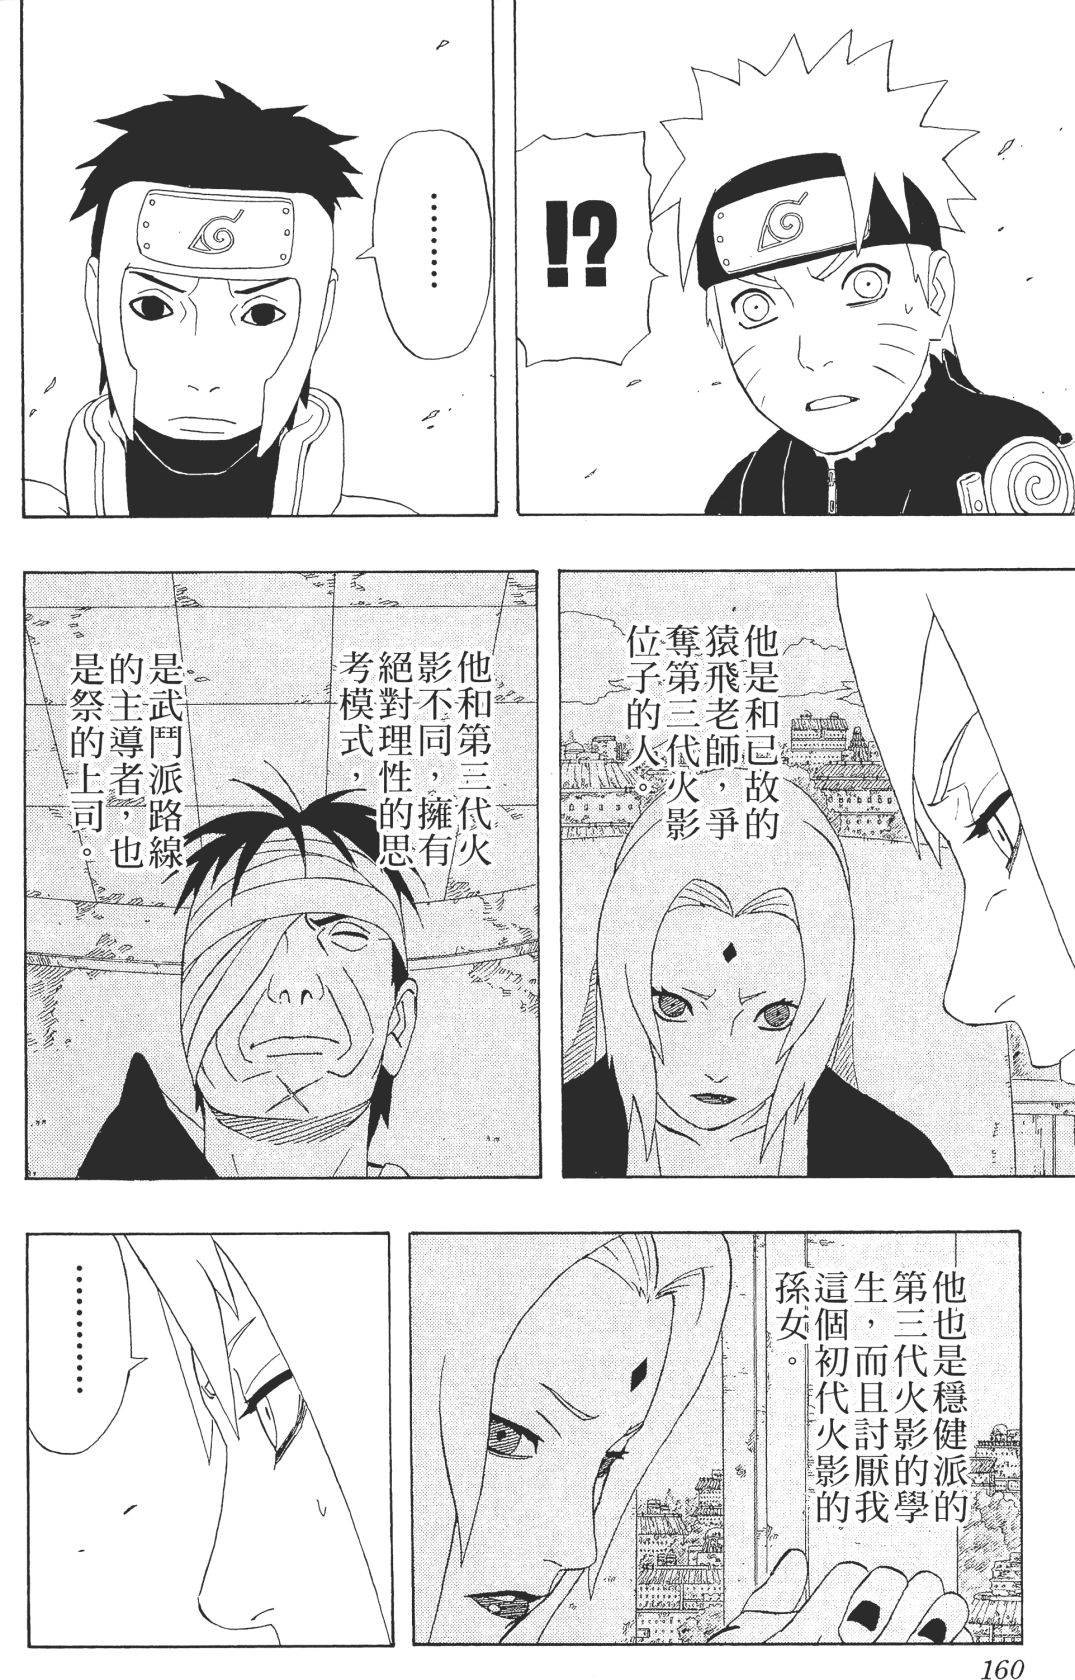 !?
………
他是和已故的
猿飛老師，爭
奪第三代火影
位子的人。
他和第三代火
影不同，擁有
絕對理性的思
考模式，
是武鬥派路線
的主導者，也
是祭的上司。
他也是穩健派的
第三代火影的學
生，而且討厭我
這個初代火影的
孫女。
………
160